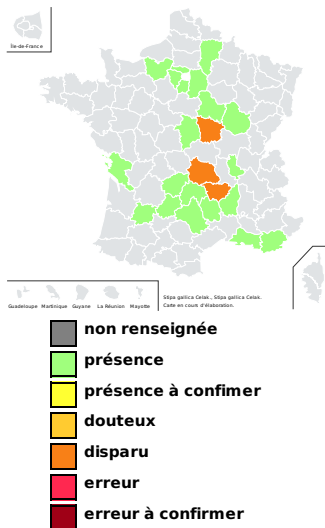 Île-de-France
Guadeloupe Martinique Guyane La Réunion Mayotte
Stipa gallica Celak., Stipa gallica Celak.
Carte en cours d'élaboration.
non renseignée
présence
présence à confimer
douteux
disparu
erreur
erreur à confirmer